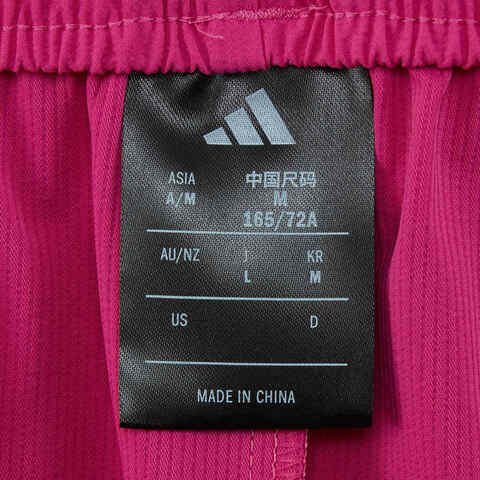 ASIA 中国尺码
A/M M
165/72A
AU/NZ J KR
L M
US D
MADE IN CHINA